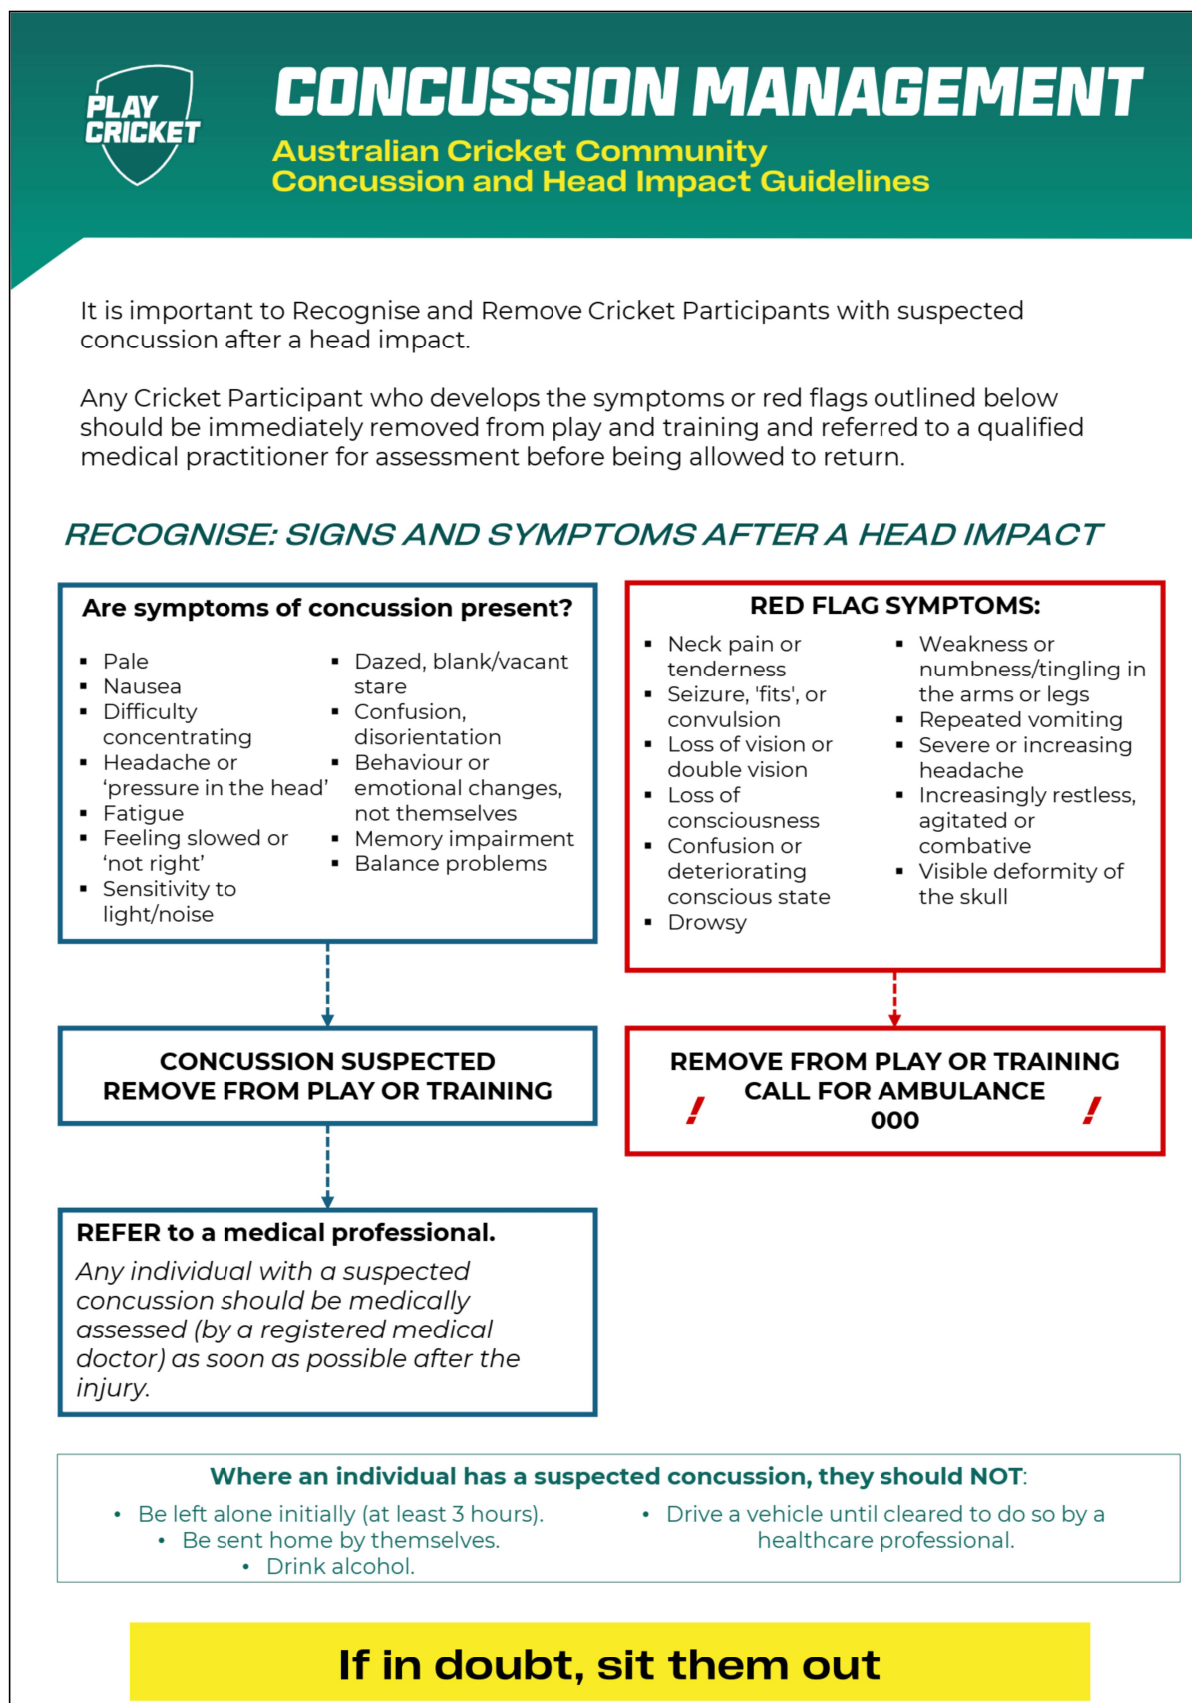 PLAY
CRICKET
CONCUSSION MANAGEMENT
Australian Cricket Community
Concussion and Head Impact Guidelines
It is important to Recognise and Remove Cricket Participants with suspected
concussion after a head impact.
Any Cricket Participant who develops the symptoms or red flags outlined below
should be immediately removed from play and training and referred to a qualified
medical practitioner for assessment before being allowed to return.
RECOGNISE: SIGNS AND SYMPTOMS AFTER A HEAD IMPACT
Are symptoms of concussion present?
▪ Pale
▪ Nausea
▪ Difficulty
concentrating
▪ Headache or
‘pressure in the head’
▪ Fatigue
▪ Feeling slowed or
‘not right’
▪ Sensitivity to
light/noise
▪ Dazed, blank/vacant
stare
▪ Confusion,
disorientation
▪ Behaviour or
emotional changes,
not themselves
▪ Memory impairment
▪ Balance problems
RED FLAG SYMPTOMS:
▪ Neck pain or
tenderness
▪ Seizure, 'fits', or
convulsion
▪ Loss of vision or
double vision
▪ Loss of
consciousness
▪ Confusion or
deteriorating
conscious state
▪ Drowsy
▪ Weakness or
numbness/tingling in
the arms or legs
▪ Repeated vomiting
▪ Severe or increasing
headache
▪ Increasingly restless,
agitated or
combative
▪ Visible deformity of
the skull
CONCUSSION SUSPECTED
REMOVE FROM PLAY OR TRAINING
REMOVE FROM PLAY OR TRAINING
CALL FOR AMBULANCE
! 000 !
REFER to a medical professional.
Any individual with a suspected
concussion should be medically
assessed (by a registered medical
doctor) as soon as possible after the
injury.
Where an individual has a suspected concussion, they should NOT:
• Be left alone initially (at least 3 hours).
• Be sent home by themselves.
• Drink alcohol.
• Drive a vehicle until cleared to do so by a
healthcare professional.
If in doubt, sit them out